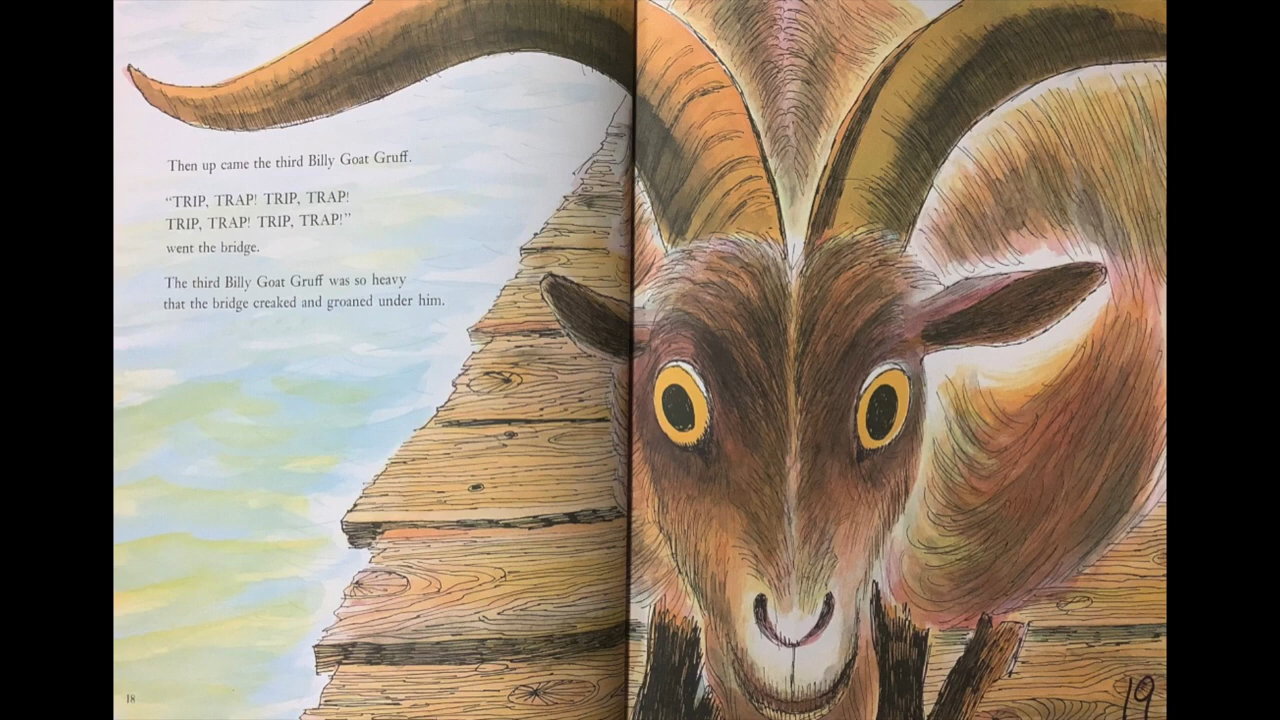 Then up came the third Billy Goat Gruff.
“TRIP, TRAP! TRIP, TRAP!
TRIP, TRAP! TRIP, TRAP!”
went the bridge.
The third Billy Goat Gruff was so heavy
that the bridge creaked and groaned under him.
18
19